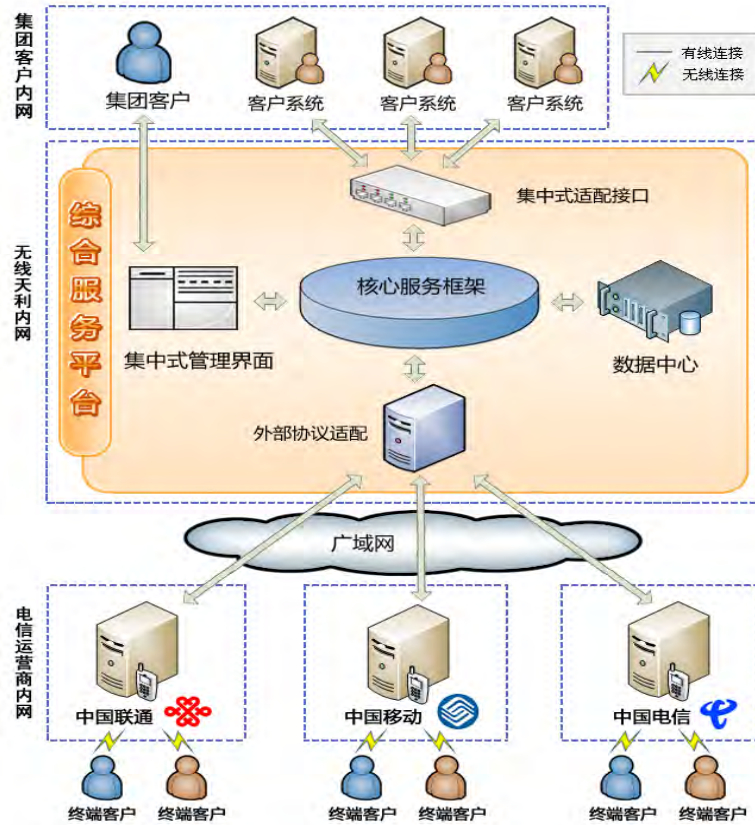 集团客户内网
集团客户
客户系统
客户系统
客户系统
有线连接
无线连接
无线天利内网
综合服务平台
集中式适配接口
核心服务框架
集中式管理界面
数据中心
外部协议适配
广域网
电信运营商内网
中国联通
中国移动
中国电信
终端客户
终端客户
终端客户
终端客户
终端客户
终端客户